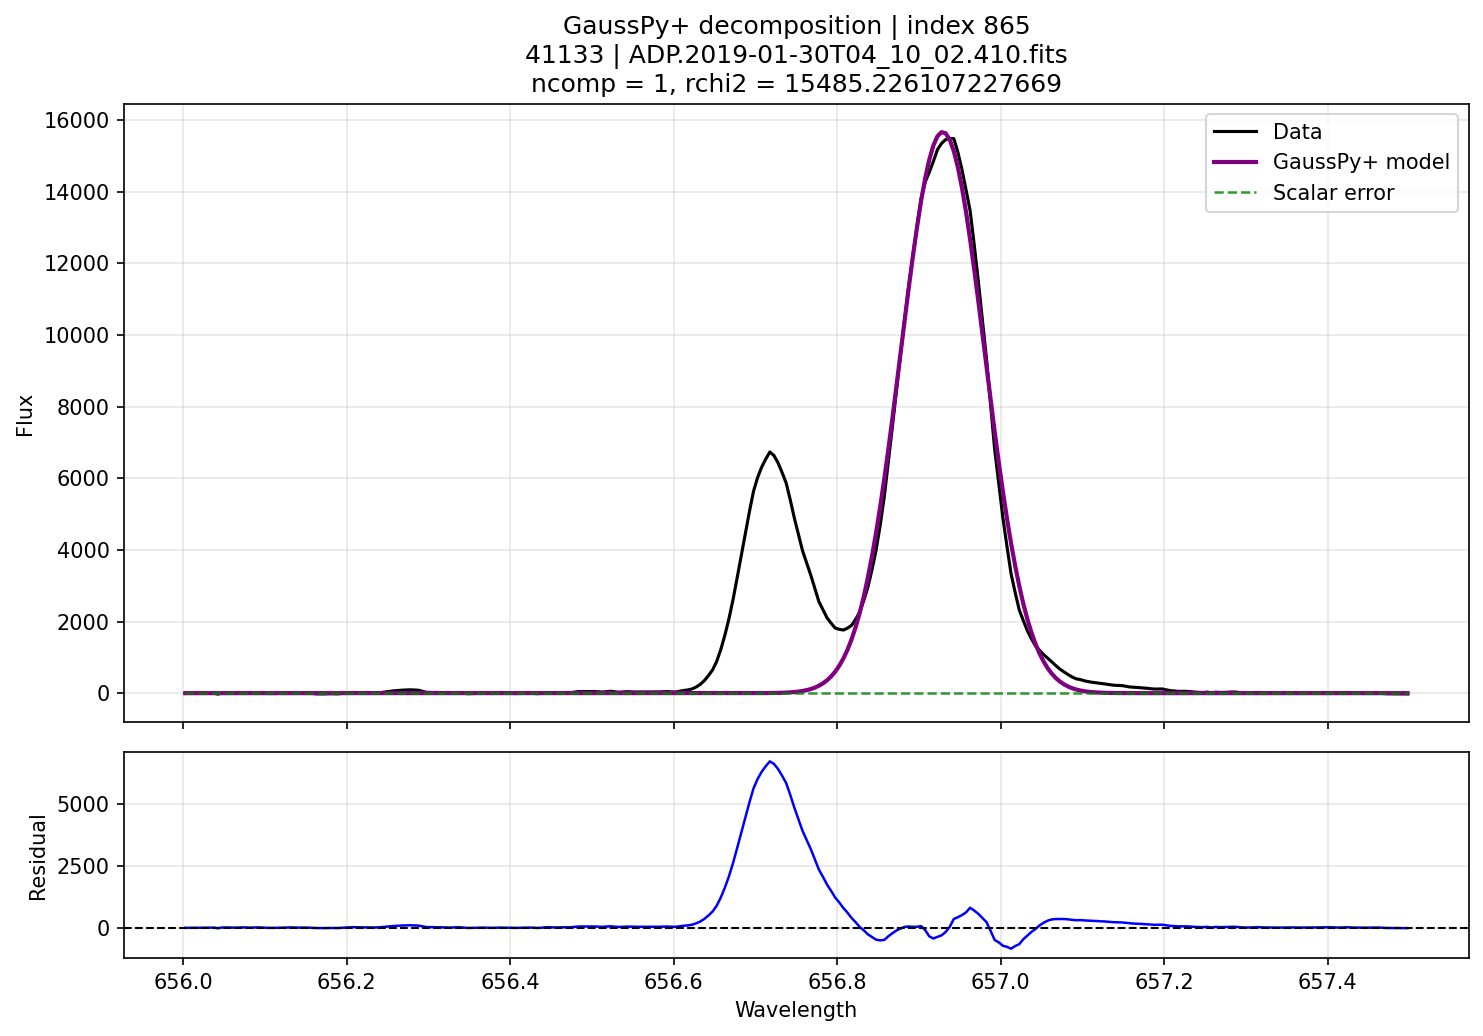 GaussPy+ decomposition | index 865
41133 | ADP.2019-01-30T04_10_02.410.fits
ncomp = 1, rchi2 = 15485.226107227669
Data
GaussPy+ model
Scalar error
16000
14000
12000
10000
8000
6000
4000
2000
0
Flux
5000
2500
0
Residual
656.0
656.2
656.4
656.6
656.8
657.0
657.2
657.4
Wavelength